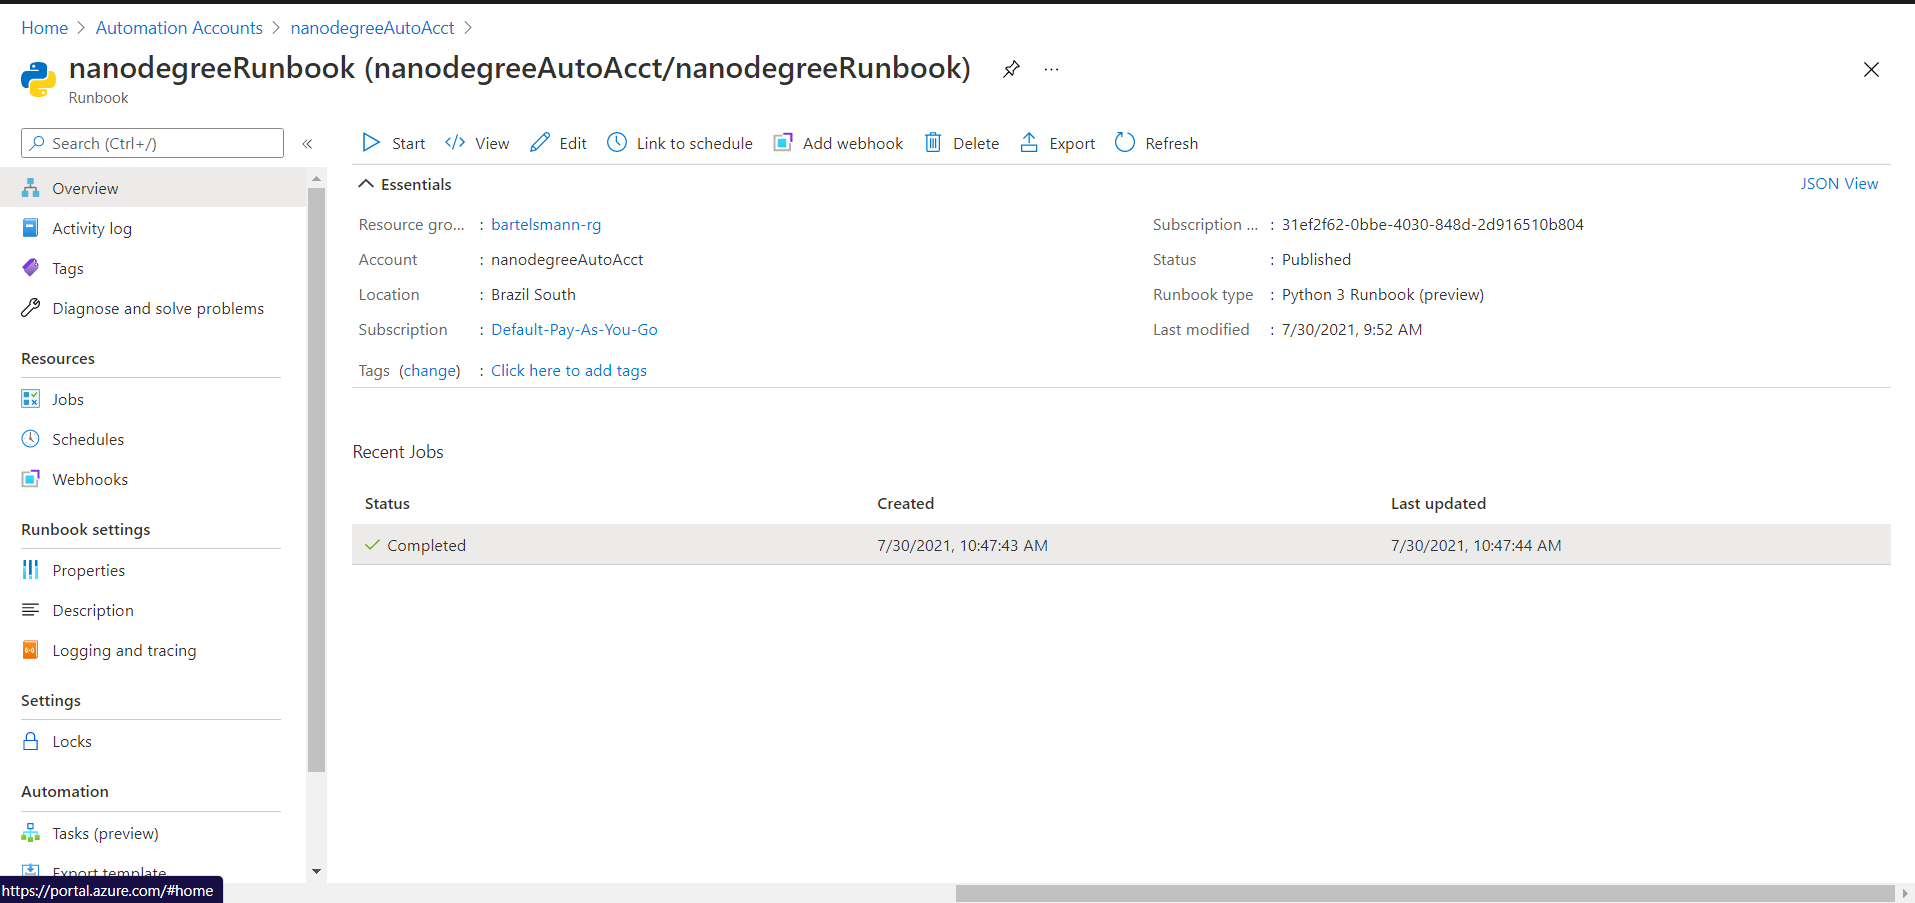 Home > Automation Accounts > nanodegreeAutoAcct >
nanodegreeRunbook (nanodegreeAutoAcct/nanodegreeRunbook) ...
Runbook
Search (Ctrl+/) «
Start View Edit Link to schedule Add webhook Delete Export Refresh
Overview
Activity log
Tags
Diagnose and solve problems
Resources
Jobs
Schedules
Webhooks
Runbook settings
Properties
Description
Logging and tracing
Settings
Locks
Automation
Tasks (preview)
Export template
Essentials JSON View
Resource gro... : bartelsmann-rg
Account : nanodegreeAutoAcct
Location : Brazil South
Subscription : Default-Pay-As-You-Go
Tags (change) : Click here to add tags
Subscription ... : 31ef2f62-0bbe-4030-848d-2d916510b804
Status : Published
Runbook type : Python 3 Runbook (preview)
Last modified : 7/30/2021, 9:52 AM
Recent Jobs
Status Created Last updated
Completed 7/30/2021, 10:47:43 AM 7/30/2021, 10:47:44 AM
https://portal.azure.com/#home